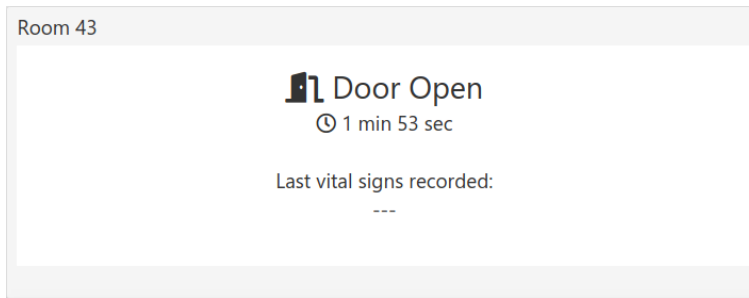 Room 43
Door Open
1 min 53 sec
Last vital signs recorded:
---